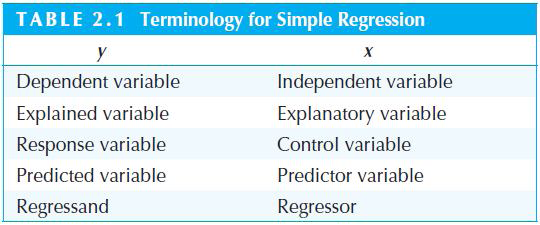 TABLE 2.1 Terminology for Simple Regression
y x
Dependent variable Independent variable
Explained variable Explanatory variable
Response variable Control variable
Predicted variable Predictor variable
Regressand Regressor